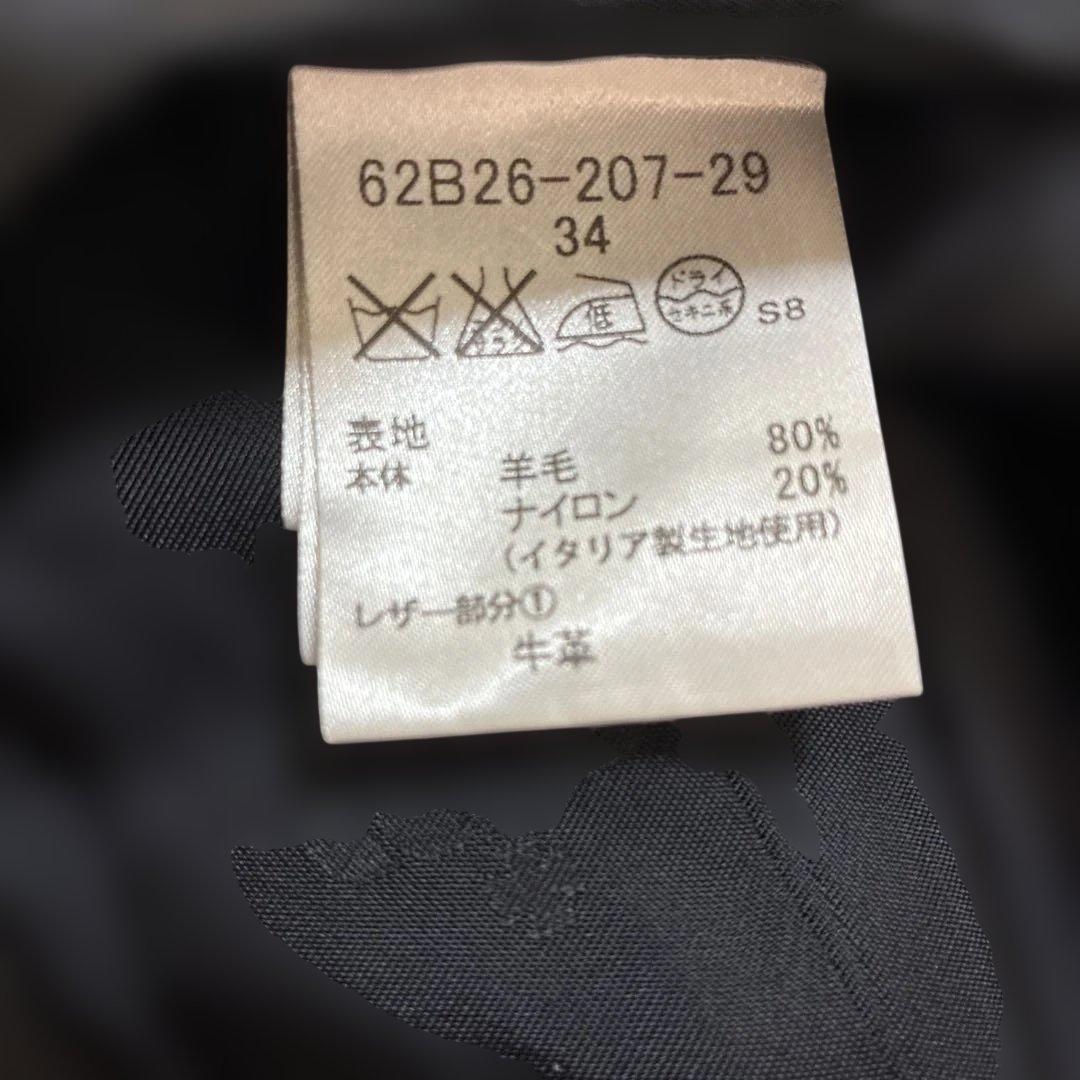 62B26-207-29
34
低
ドライ
セキユ系
S8
表地
本体
羊毛 80%
ナイロン 20%
(イタリア製生地使用)
レザー部分①
牛革